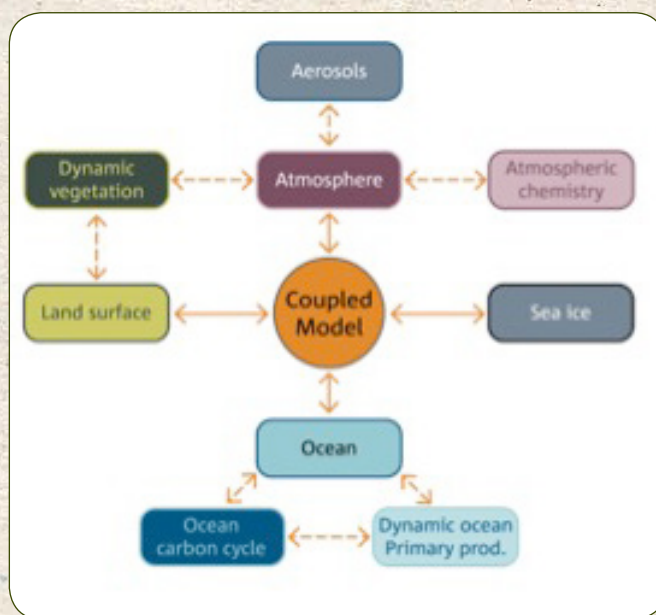 Aerosols
Dynamic
vegetation
Atmosphere
Atmospheric
chemistry
Land surface
Coupled
Model
Sea ice
Ocean
Ocean
carbon cycle
Dynamic ocean
Primary prod.